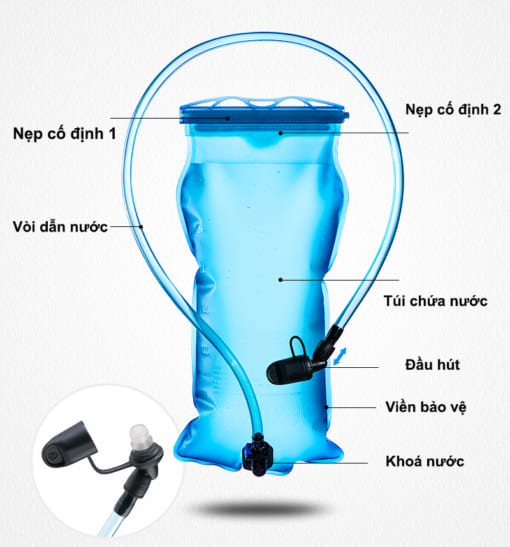 Nẹp cố định 2
Nẹp cố định 1
Vòi dẫn nước
Túi chứa nước
Đầu hút
Viền bảo vệ
Khoá nước